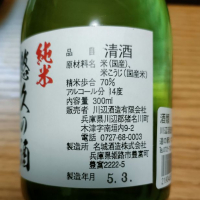 純米
悠久の酒
品目 清酒
原材料名 米（国産）、
米こうじ（国産米）
精米歩合 70％
アルコール分 14度
内容量 300ml
販売者 川辺酒造有限会社
兵庫県川辺郡猪名川町
木津字南垣内9-2
電話 0727-68-0003
製造所 名城酒造株式会社
兵庫県姫路市豊富町
豊富2222-5
製造年月 5.3.